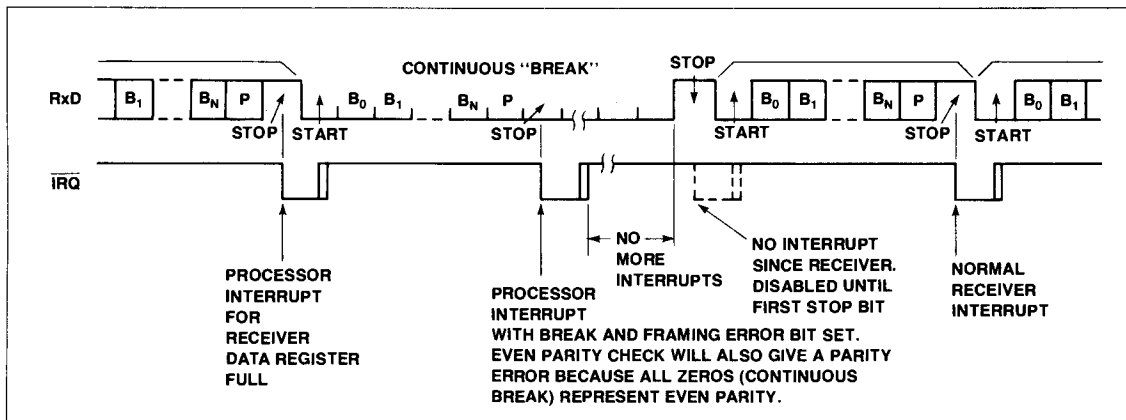 CONTINUOUS "BREAK"
STOP
RxD
B1
BN
P
B0
B1
BN
P
B0
B1
BN
P
B0
B1
STOP
START
STOP
START
STOP
START
IRQ
PROCESSOR
INTERRUPT
FOR
RECEIVER
DATA REGISTER
FULL
PROCESSOR
INTERRUPT
WITH BREAK AND FRAMING ERROR BIT SET.
EVEN PARITY CHECK WILL ALSO GIVE A PARITY
ERROR BECAUSE ALL ZEROS (CONTINUOUS
BREAK) REPRESENT EVEN PARITY.
NO
MORE
INTERRUPTS
NO INTERRUPT
SINCE RECEIVER.
DISABLED UNTIL
FIRST STOP BIT
NORMAL
RECEIVER
INTERRUPT